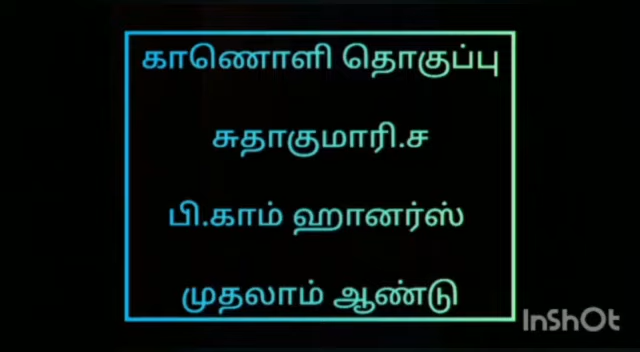 காணொளி தொகுப்பு
சுதாகுமாரி.ச
பி.காம் ஹானர்ஸ்
முதலாம் ஆண்டு
InShOt